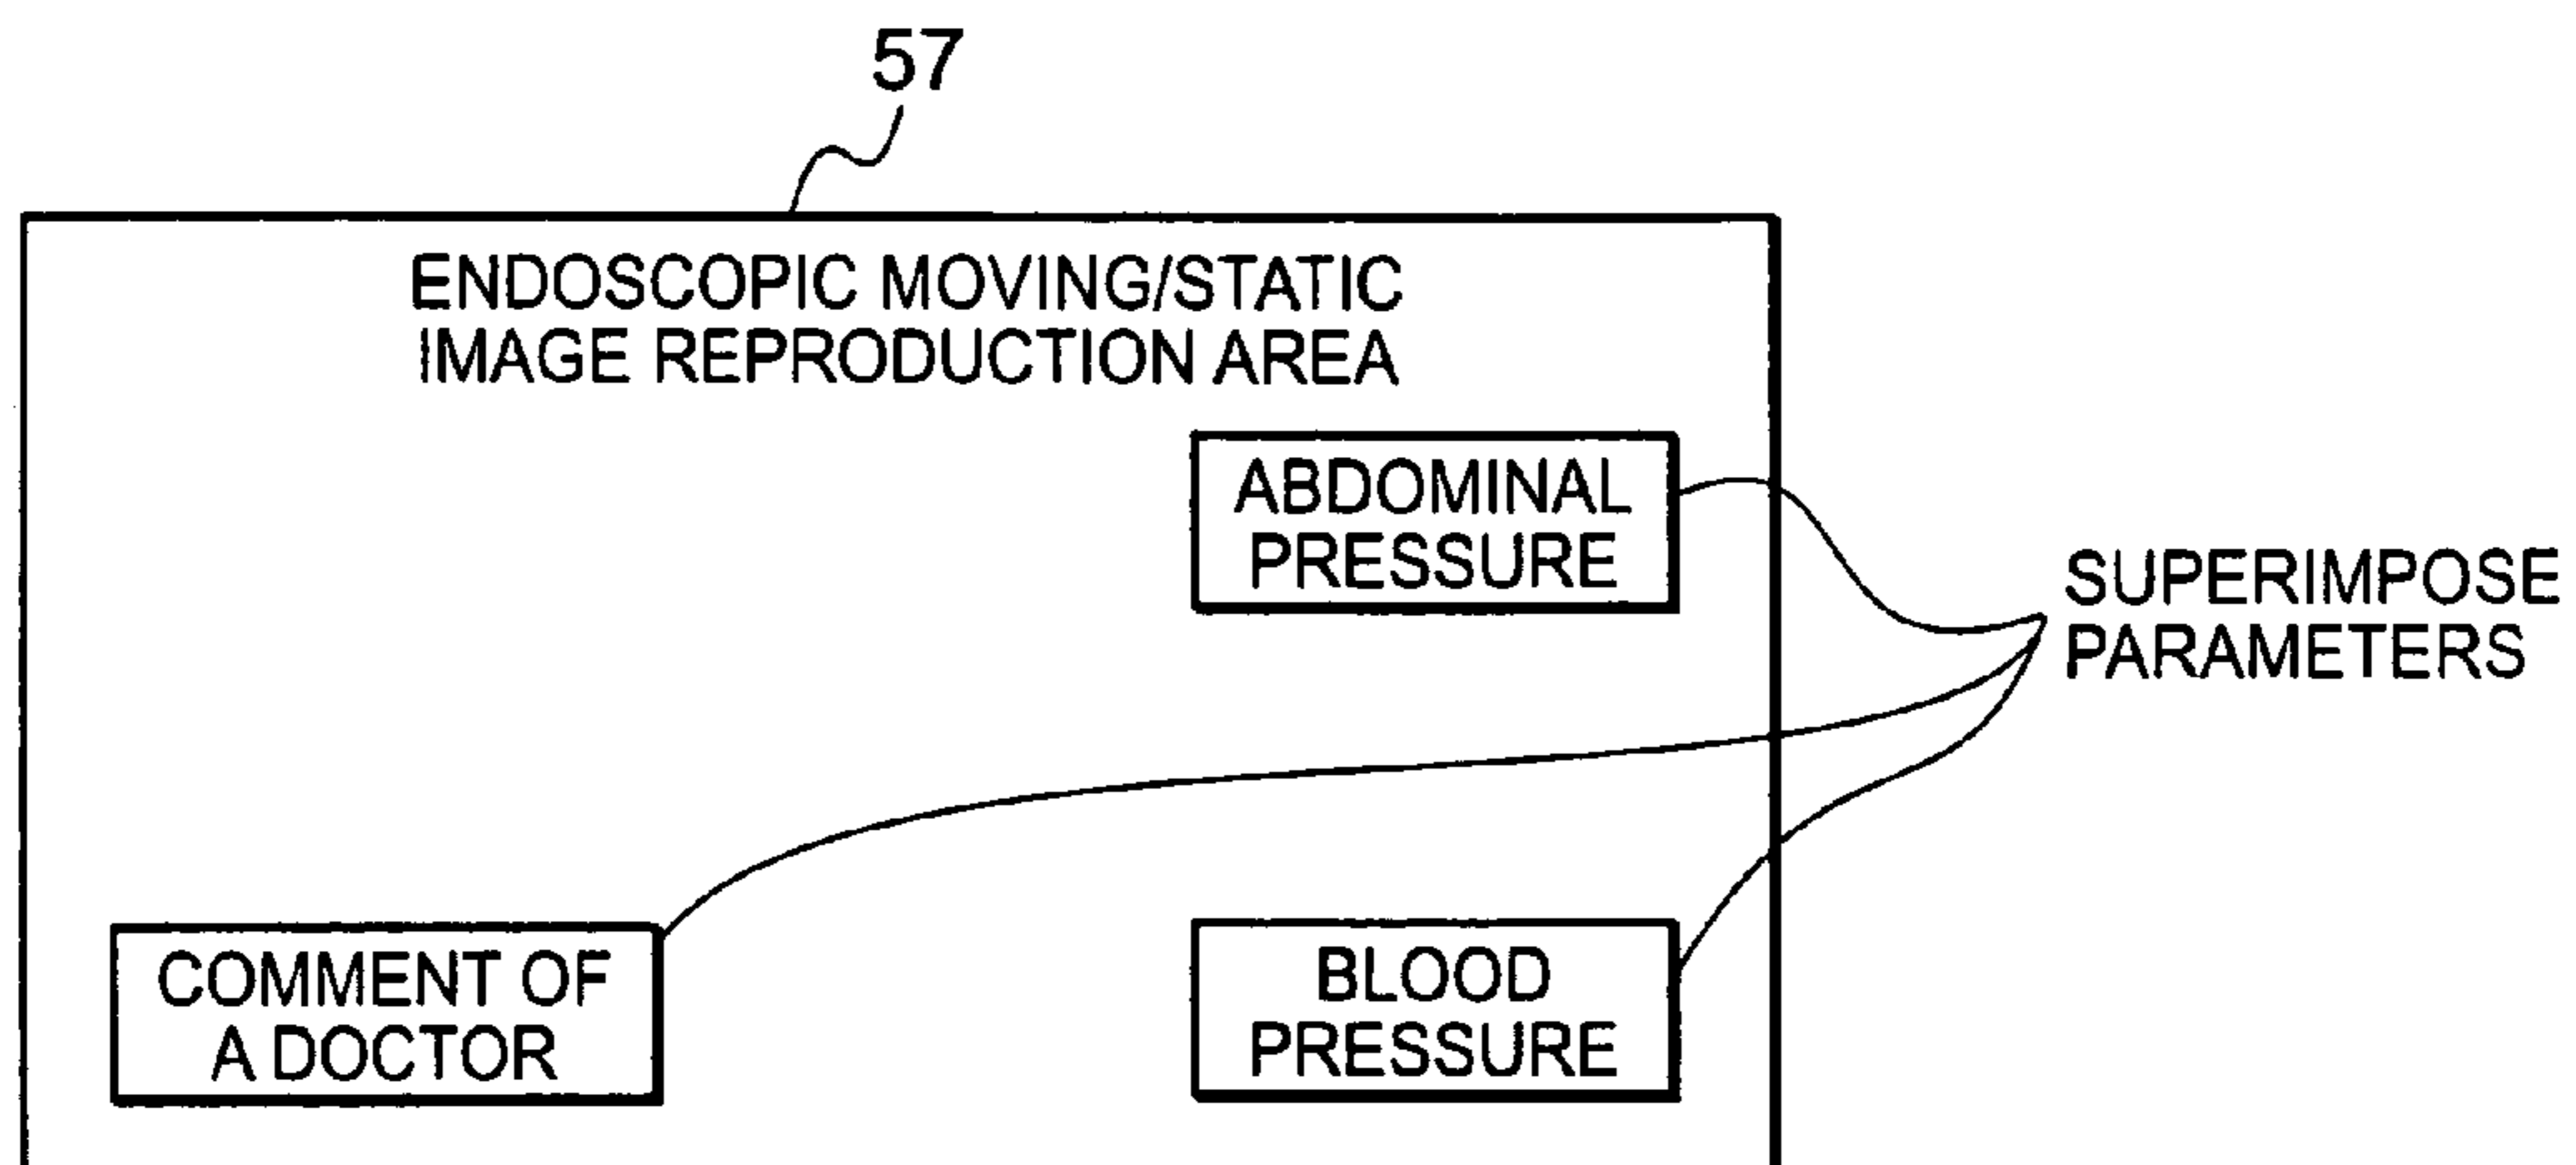 57
ENDOSCOPIC MOVING/STATIC
IMAGE REPRODUCTION AREA
ABDOMINAL
PRESSURE
SUPERIMPOSE
PARAMETERS
COMMENT OF
A DOCTOR
BLOOD
PRESSURE